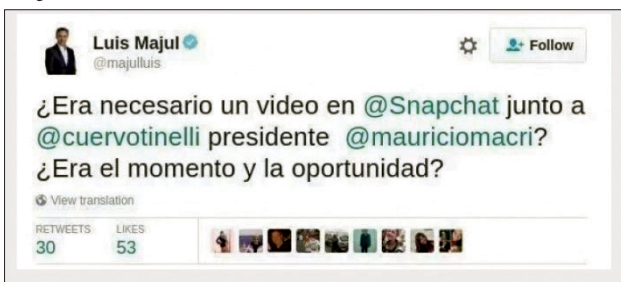 Luis Majul
@majulluis
Follow
¿Era necesario un video en @Snapchat junto a
@cuervotinelli presidente @mauriciomacri?
¿Era el momento y la oportunidad?
View translation
RETWEETS LIKES
30 53